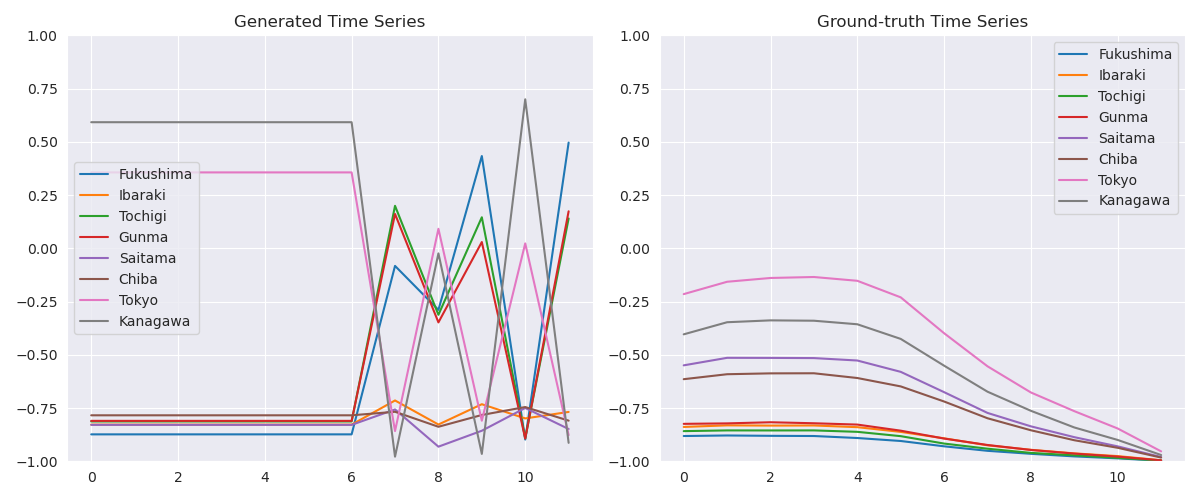 Generated Time Series
1.00
0.75
0.50
0.25
0.00
−0.25
−0.50
−0.75
−1.00
0 2 4 6 8 10
Fukushima
Ibaraki
Tochigi
Gunma
Saitama
Chiba
Tokyo
Kanagawa
Ground-truth Time Series
1.00
0.75
0.50
0.25
0.00
−0.25
−0.50
−0.75
−1.00
0 2 4 6 8 10
Fukushima
Ibaraki
Tochigi
Gunma
Saitama
Chiba
Tokyo
Kanagawa